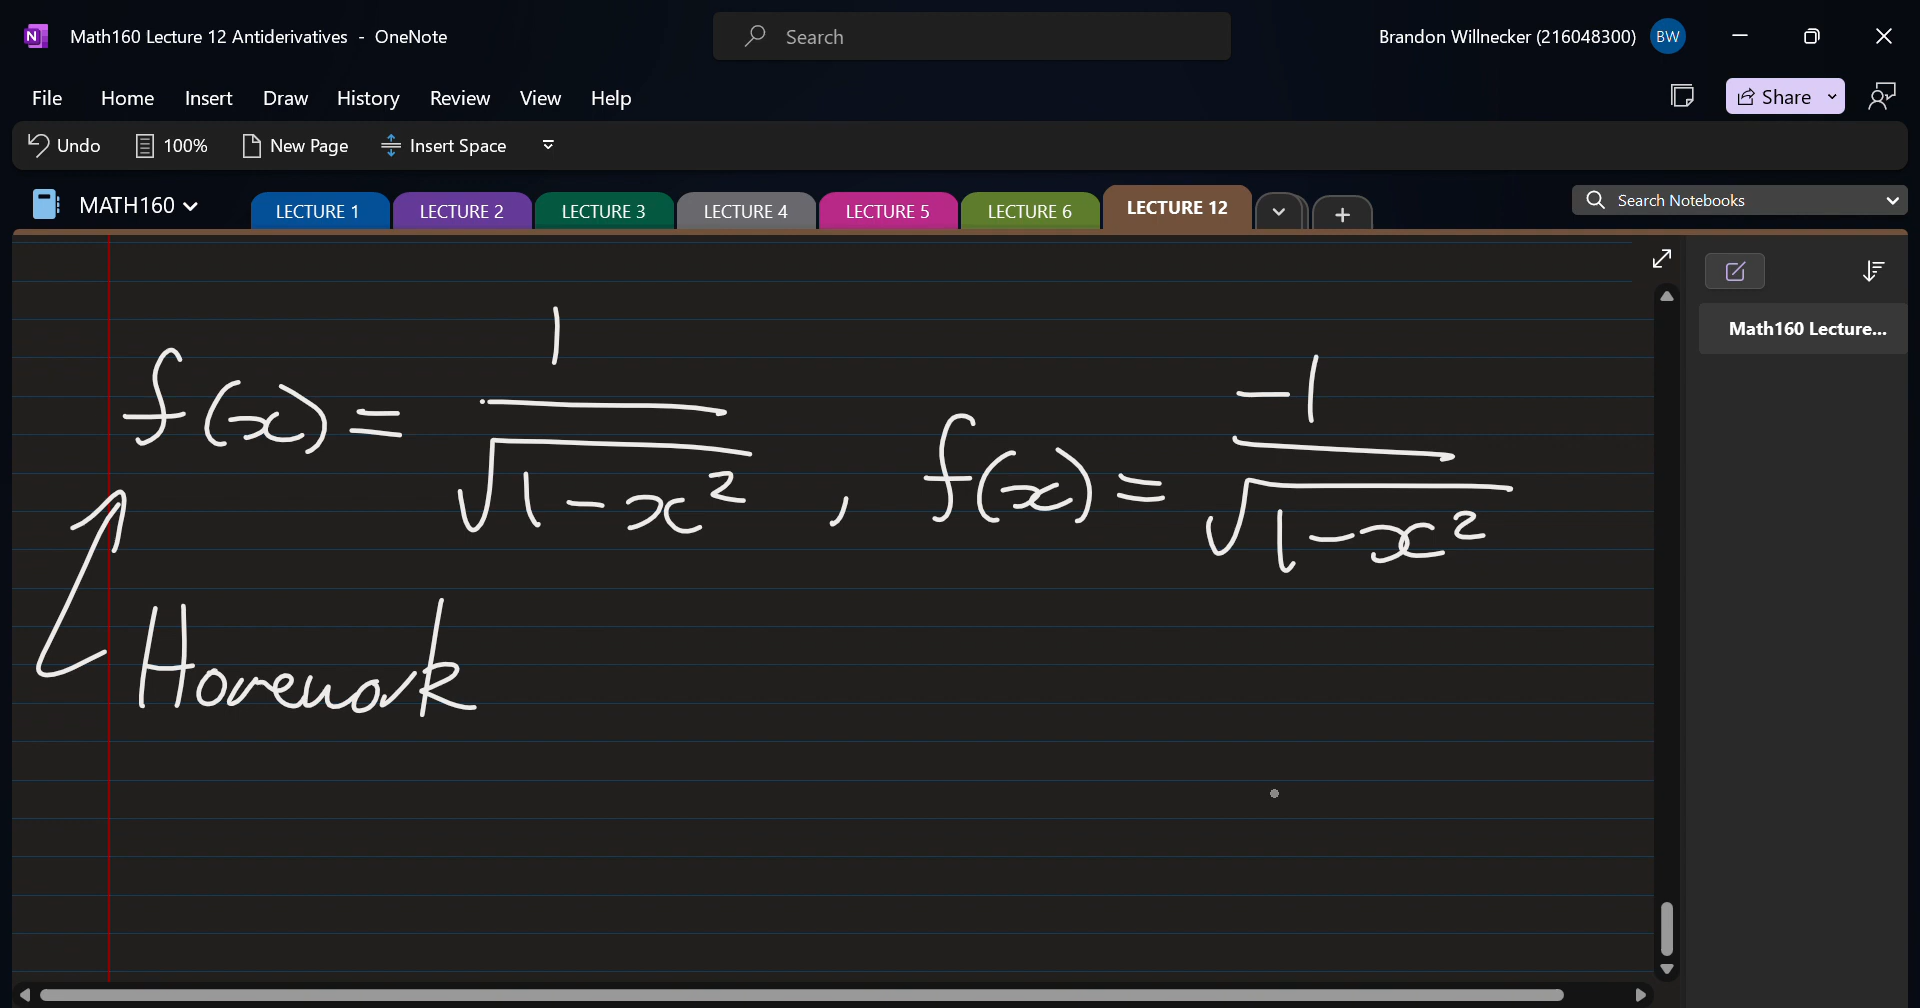 Math160 Lecture 12 Antiderivatives - OneNote
Search
Brandon Willnecker (216048300) BW
File Home Insert Draw History Review View Help
Share
Undo 100% New Page Insert Space
MATH160
LECTURE 1 LECTURE 2 LECTURE 3 LECTURE 4 LECTURE 5 LECTURE 6 LECTURE 12 +
Search Notebooks
Math160 Lecture...
f(x) = 1/√(1-x²) , f(x) = -1/√(1-x²)
Homework